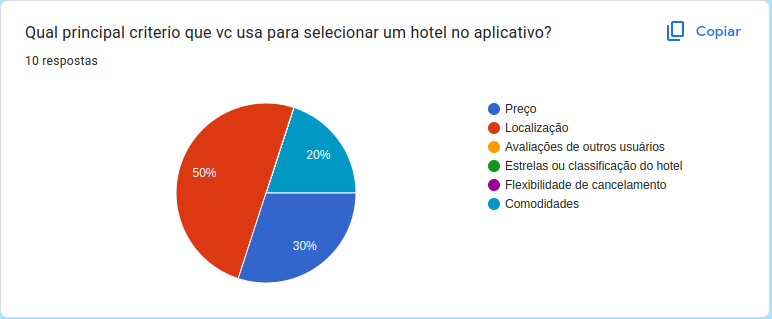 Qual principal criterio que vc usa para selecionar um hotel no aplicativo?
Copiar
10 respostas
20%
50%
30%
Preço
Localização
Avaliações de outros usuários
Estrelas ou classificação do hotel
Flexibilidade de cancelamento
Comodidades